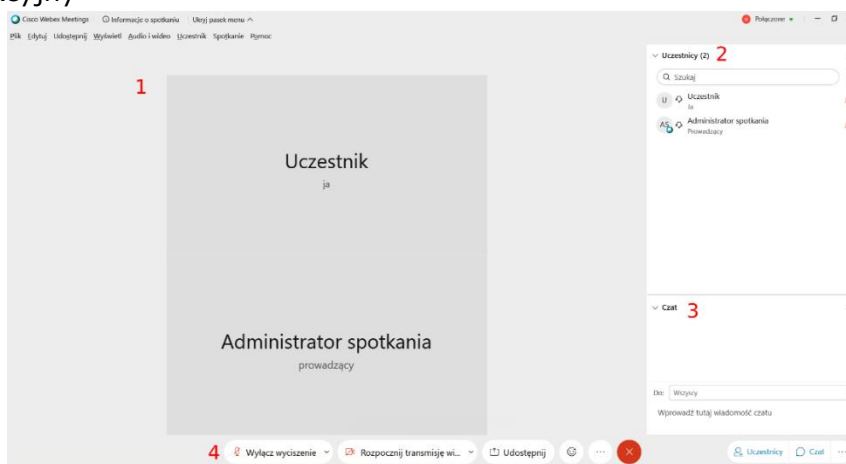 Cisco Webex Meetings Informacje o spotkaniu Ukryj pasek menu
Połączone
Plik Edytuj Udostępnij Wyświetl Audio i wideo Uczestnik Spotkanie Pomoc
1
Uczestnik
ja
Administrator spotkania
prowadzący
Uczestnicy (2) 2
Szukaj
U Uczestnik
Ja
AS Administrator spotkania
Prowadzący
Czat 3
Do: Wszyscy
Wprowadź tutaj wiadomość czatu
4 Wyłącz wyciszenie Rozpocznij transmisję wi... Udostępnij
Uczestnicy Czat